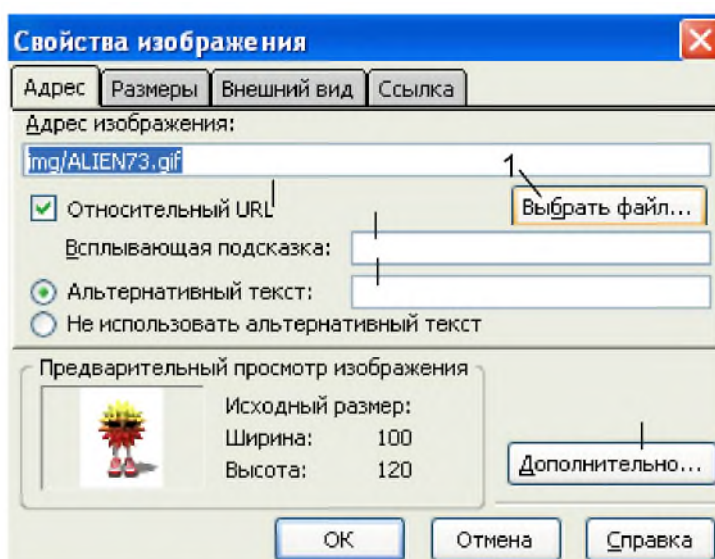 Свойства изображения
Адрес Размеры Внешний вид Ссылка
Адрес изображения:
img/ALIEN73.gif
1
Относительный URL Выбрать файл...
Всплывающая подсказка:
Альтернативный текст:
Не использовать альтернативный текст
Предварительный просмотр изображения
Исходный размер:
Ширина: 100
Высота: 120
Дополнительно...
ОК Отмена Справка